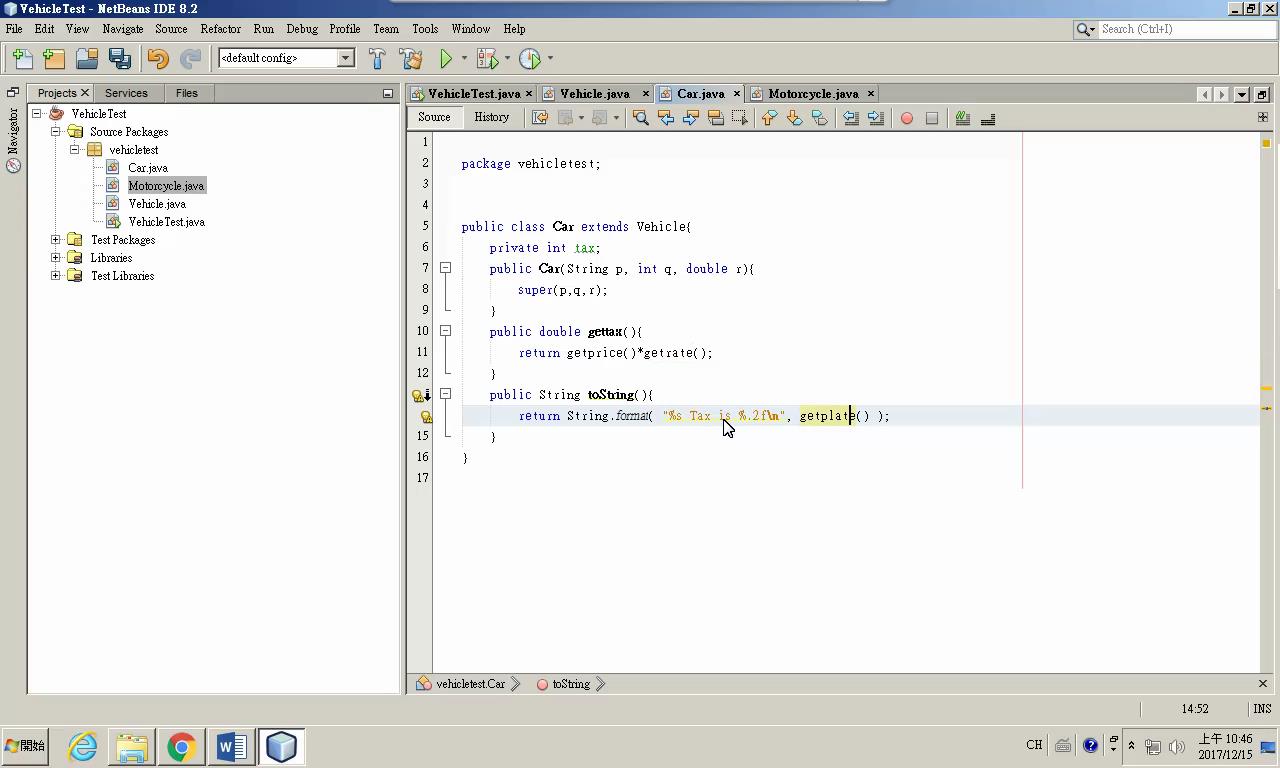 VehicleTest - NetBeans IDE 8.2
File Edit View Navigate Source Refactor Run Debug Profile Team Tools Window Help
Search (Ctrl+I)
<default config>
Projects Services Files
Navigator
VehicleTest
Source Packages
vehicletest
Car.java
Motorcycle.java
Vehicle.java
VehicleTest.java
Test Packages
Libraries
Test Libraries
VehicleTest.java Vehicle.java Car.java Motorcycle.java
Source History
1
2 package vehicletest;
3
4
5 public class Car extends Vehicle{
6 private int tax;
7 public Car(String p, int q, double r){
8 super(p,q,r);
9 }
10 public double gettax(){
11 return getprice()*getrate();
12 }
public String toString(){
return String.format( "%s Tax is %.2f\n", getplate() );
15 }
16 }
17
vehicletest.Car toString
14:52 INS
開始
CH
上午 10:46
2017/12/15